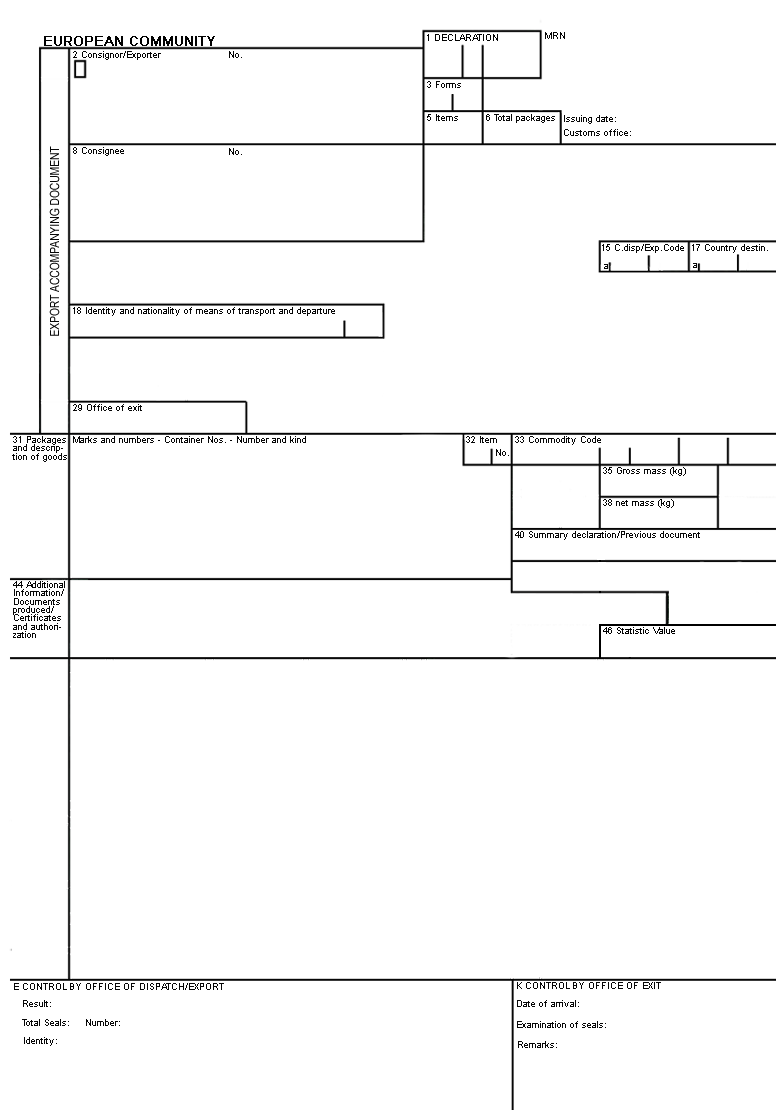 EUROPEAN COMMUNITY
1 DECLARATION
MRN
2 Consignor/Exporter No.
3 Forms
5 Items
6 Total packages
Issuing date:
Customs office:
EXPORT ACCOMPANYING DOCUMENT
8 Consignee No.
15 C.disp/Exp.Code
a
17 Country destin.
a
18 Identity and nationality of means of transport and departure
29 Office of exit
31 Packages
and descrip-
tion of goods
Marks and numbers - Container Nos. - Number and kind
32 Item
No.
33 Commodity Code
35 Gross mass (kg)
38 net mass (kg)
40 Summary declaration/Previous document
44 Additional
Information/
Documents
produced/
Certificates
and authori-
zation
46 Statistic Value
E CONTROL BY OFFICE OF DISPATCH/EXPORT
Result:
Total Seals: Number:
Identity:
K CONTROL BY OFFICE OF EXIT
Date of arrival:
Examination of seals:
Remarks: